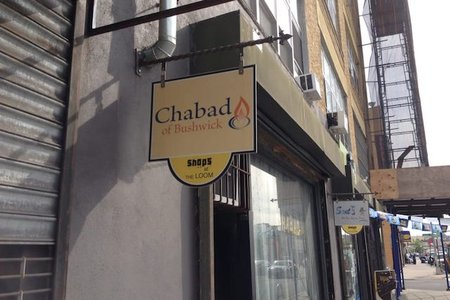 Chabad
of Bushwick
Shops
AT
THE LOOM